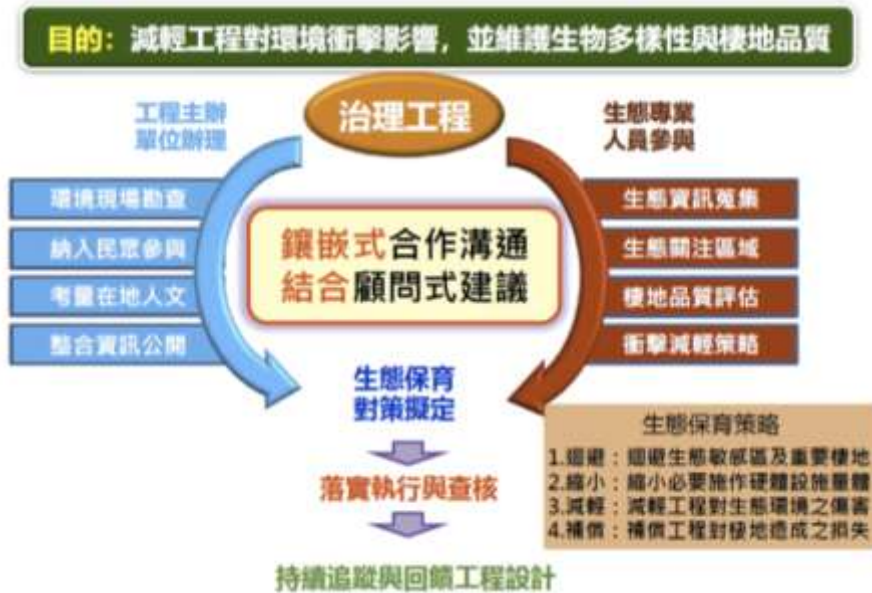 目的：減輕工程對環境衝擊影響，並維護生物多樣性與棲地品質
治理工程
工程主辦
單位辦理
環境現場勘查
納入民眾參與
考量在地人文
整合資訊公開
生態專業
人員參與
生態資訊蒐集
生態關注區域
棲地品質評估
衝擊減輕策略
鑲嵌式合作溝通
結合顧問式建議
生態保育
對策擬定
落實執行與查核
持續追蹤與回饋工程設計
生態保育策略
1.迴避：迴避生態敏感區及重要棲地
2.縮小：縮小必要施作硬體設施量體
3.減輕：減輕工程對生態環境之傷害
4.補償：補償工程對棲地造成之損失